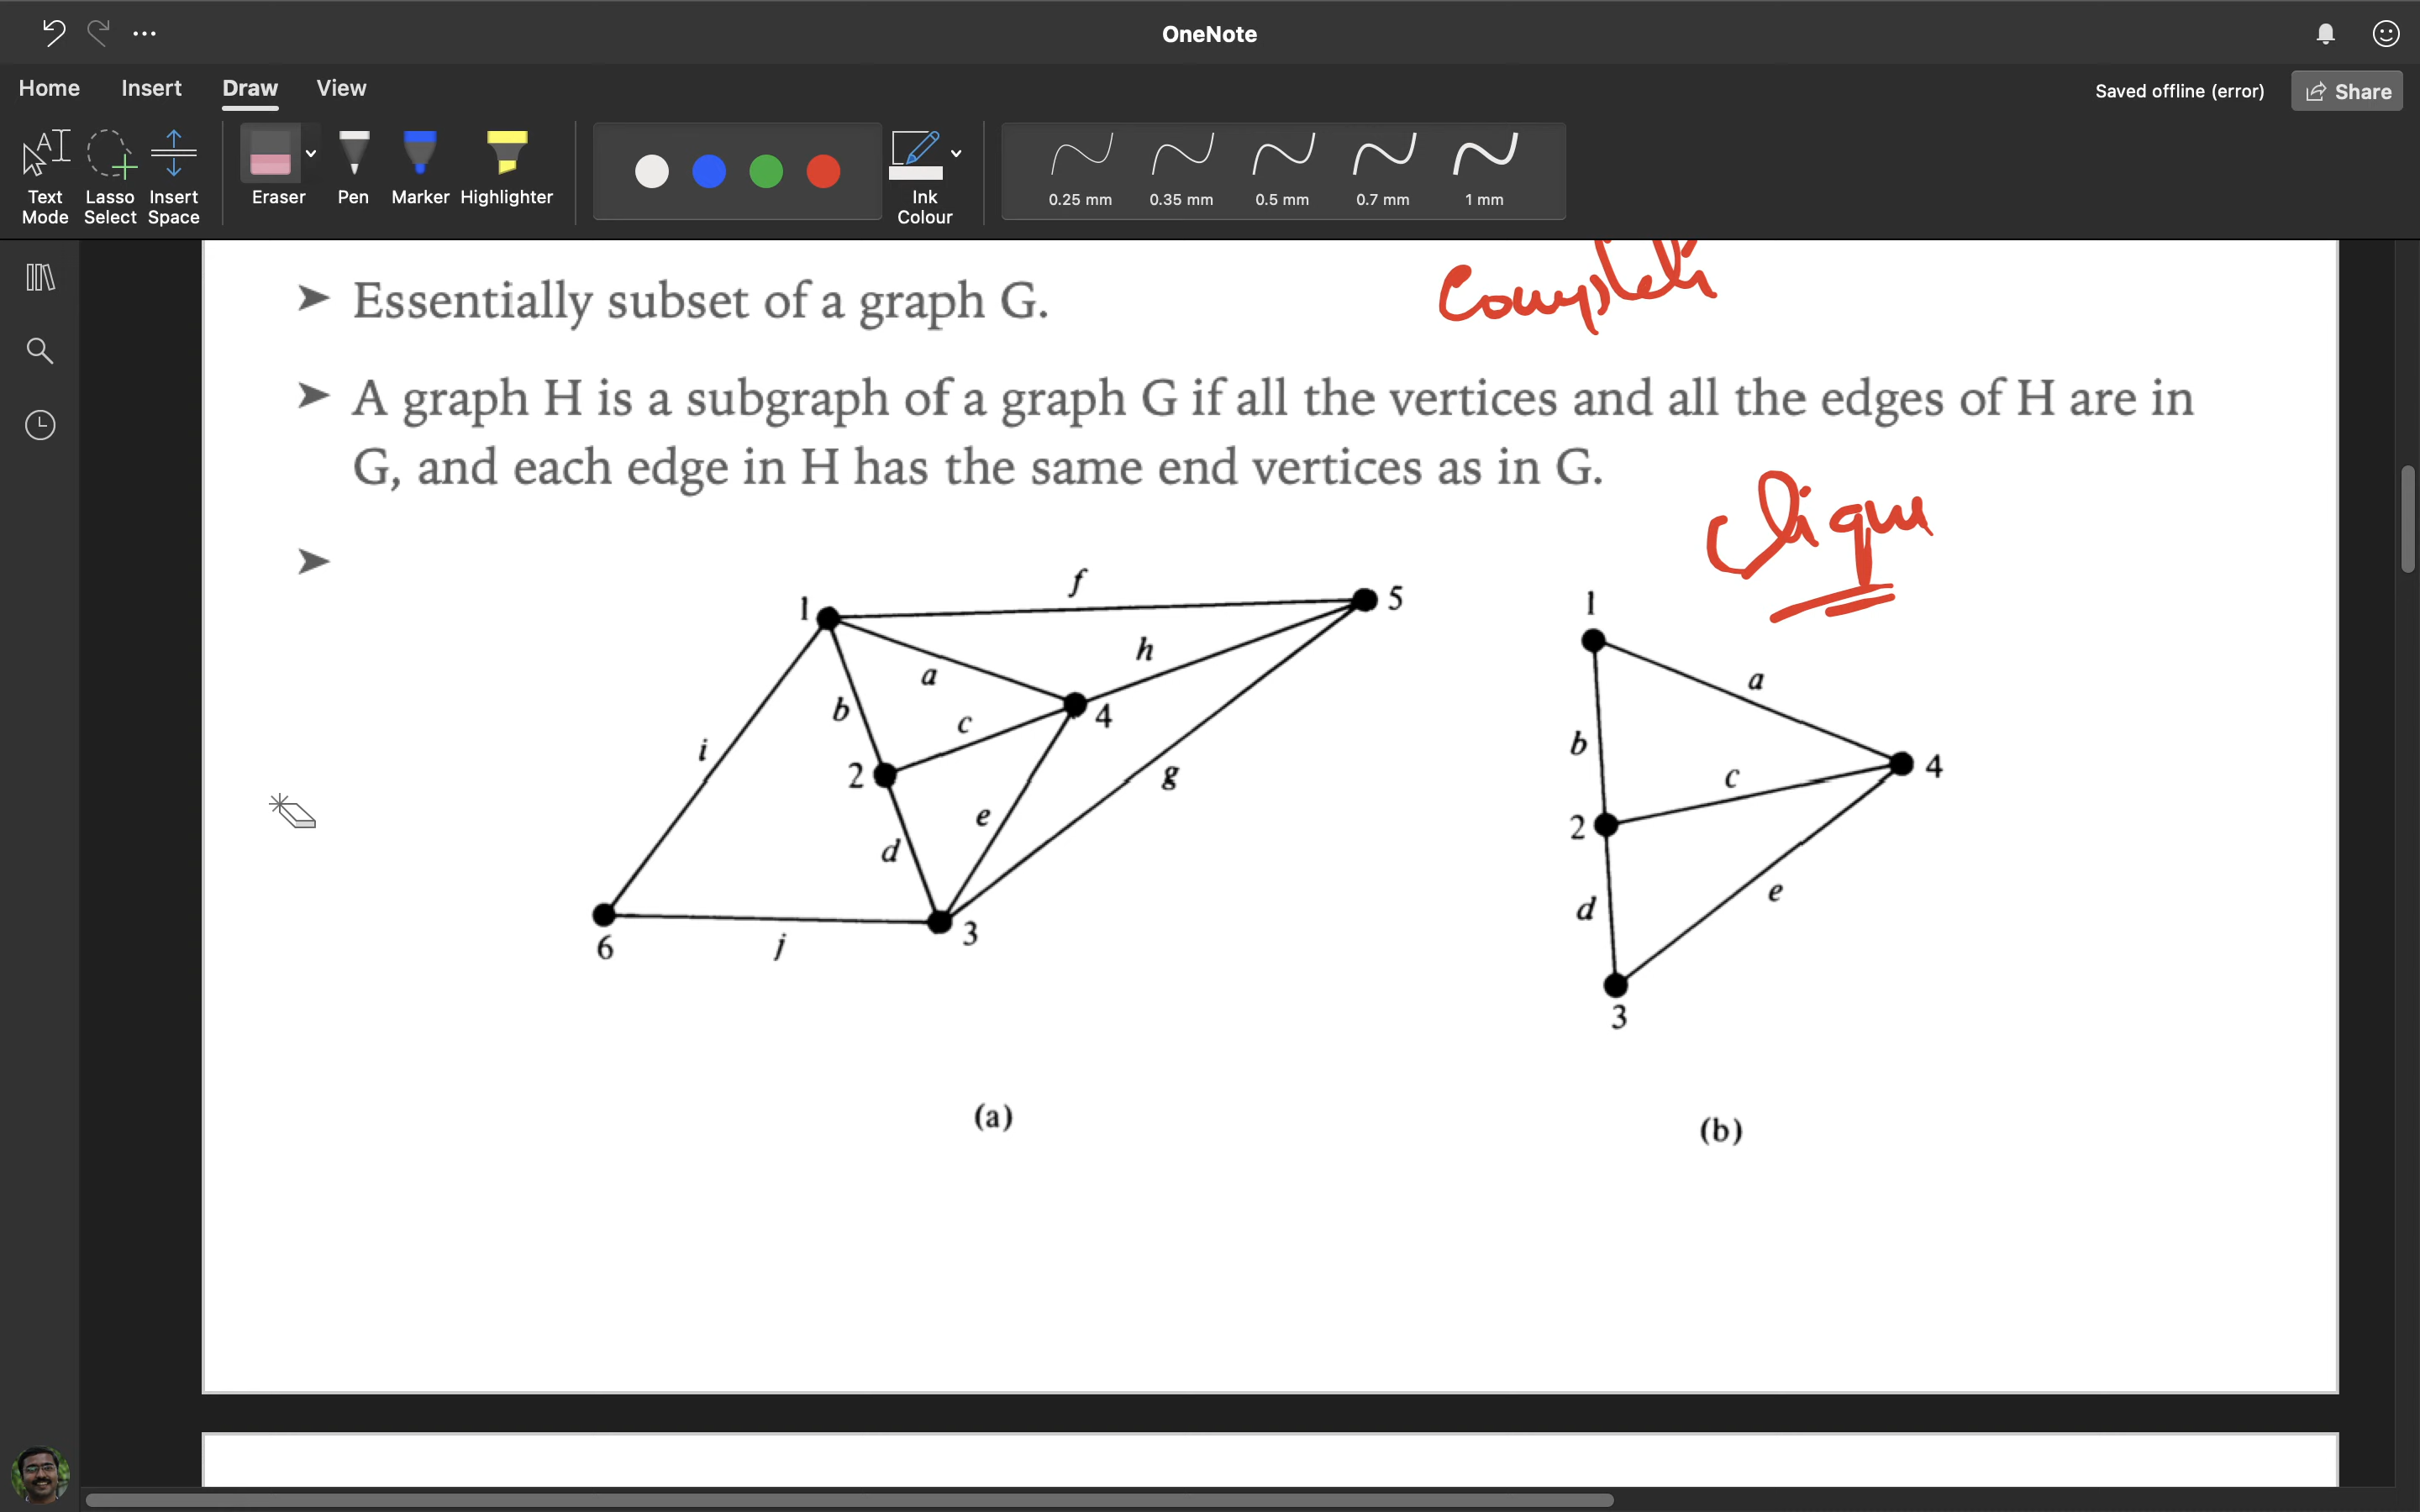 OneNote
Home Insert Draw View
Saved offline (error) Share
Text Mode
Lasso Select
Insert Space
Eraser
Pen
Marker
Highlighter
Ink Colour
0.25 mm
0.35 mm
0.5 mm
0.7 mm
1 mm
➤ Essentially subset of a graph G.
➤ A graph H is a subgraph of a graph G if all the vertices and all the edges of H are in
G, and each edge in H has the same end vertices as in G.
➤
f
1
5
h
a
b
c
4
i
2
g
e
d
3
6
j
(a)
1
a
b
4
c
2
e
d
3
(b)